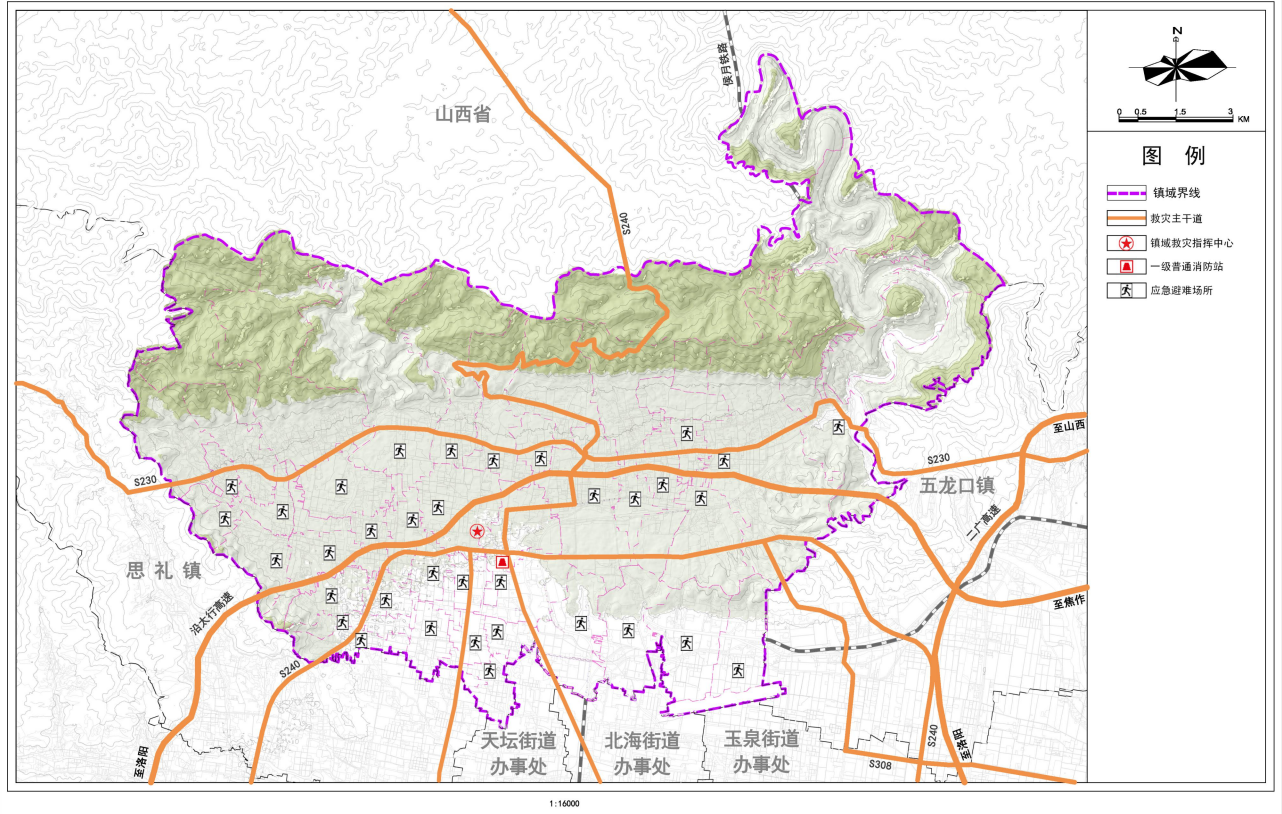 侯月铁路
山西省
S240
S230
思礼镇
沿太行高速
S240
至洛阳
天坛街道
办事处
北海街道
办事处
玉泉街道
办事处
S308
S240
至洛阳
至焦作
二广高速
五龙口镇
S230
至山西
N
0 0.5 1.5 3 KM
图 例
镇域界线
救灾主干道
镇域救灾指挥中心
一级普通消防站
应急避难场所
1:16000